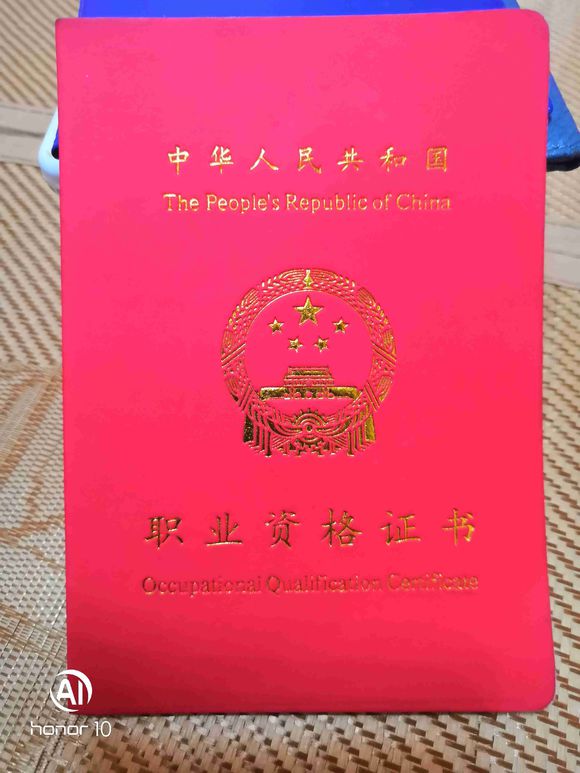 中华人民共和国
The People's Republic of China
职业资格证书
Occupational Qualification Certificate
AI
honor 10